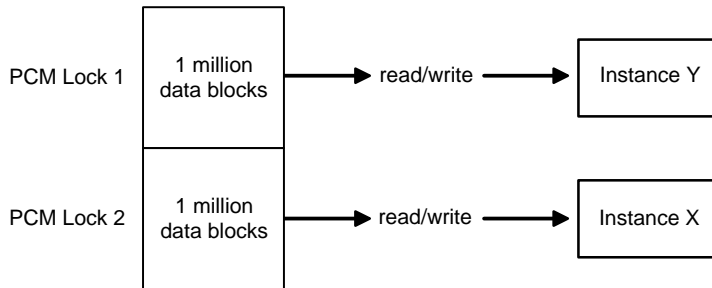 PCM Lock 1
1 million
data blocks
read/write
Instance Y
PCM Lock 2
1 million
data blocks
read/write
Instance X